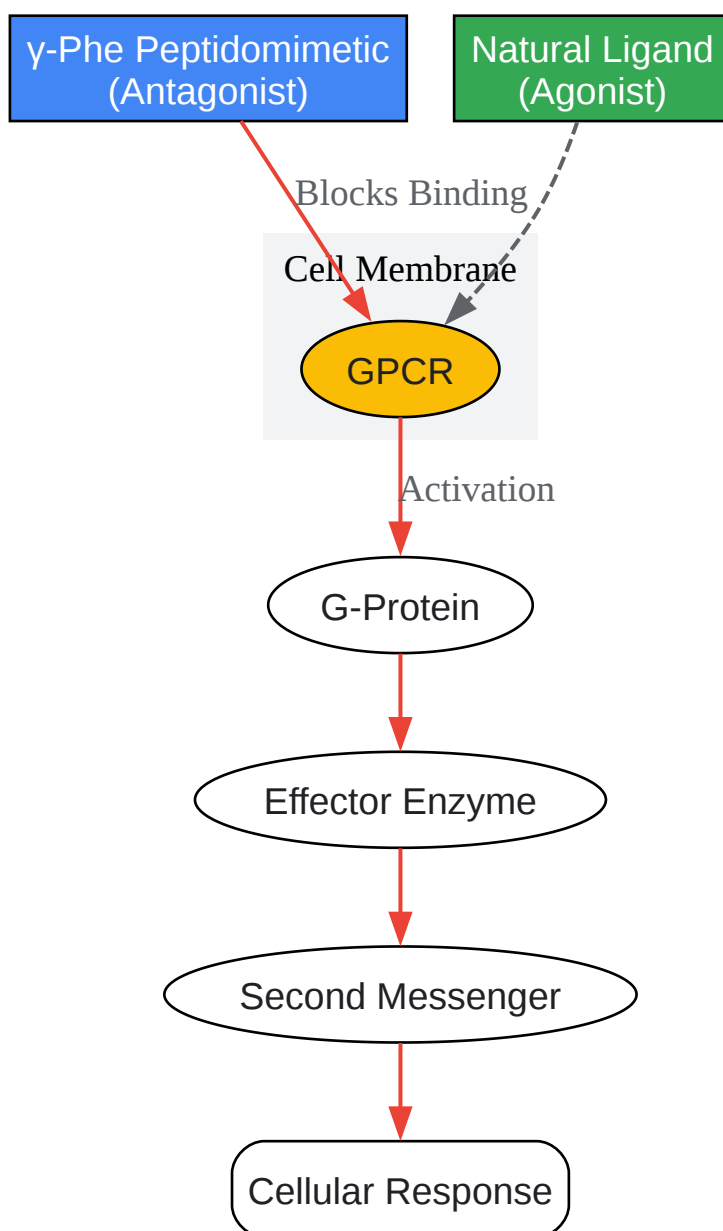 γ-Phe Peptidomimetic
(Antagonist)
Natural Ligand
(Agonist)
Blocks Binding
Cell Membrane
GPCR
Activation
G-Protein
Effector Enzyme
Second Messenger
Cellular Response